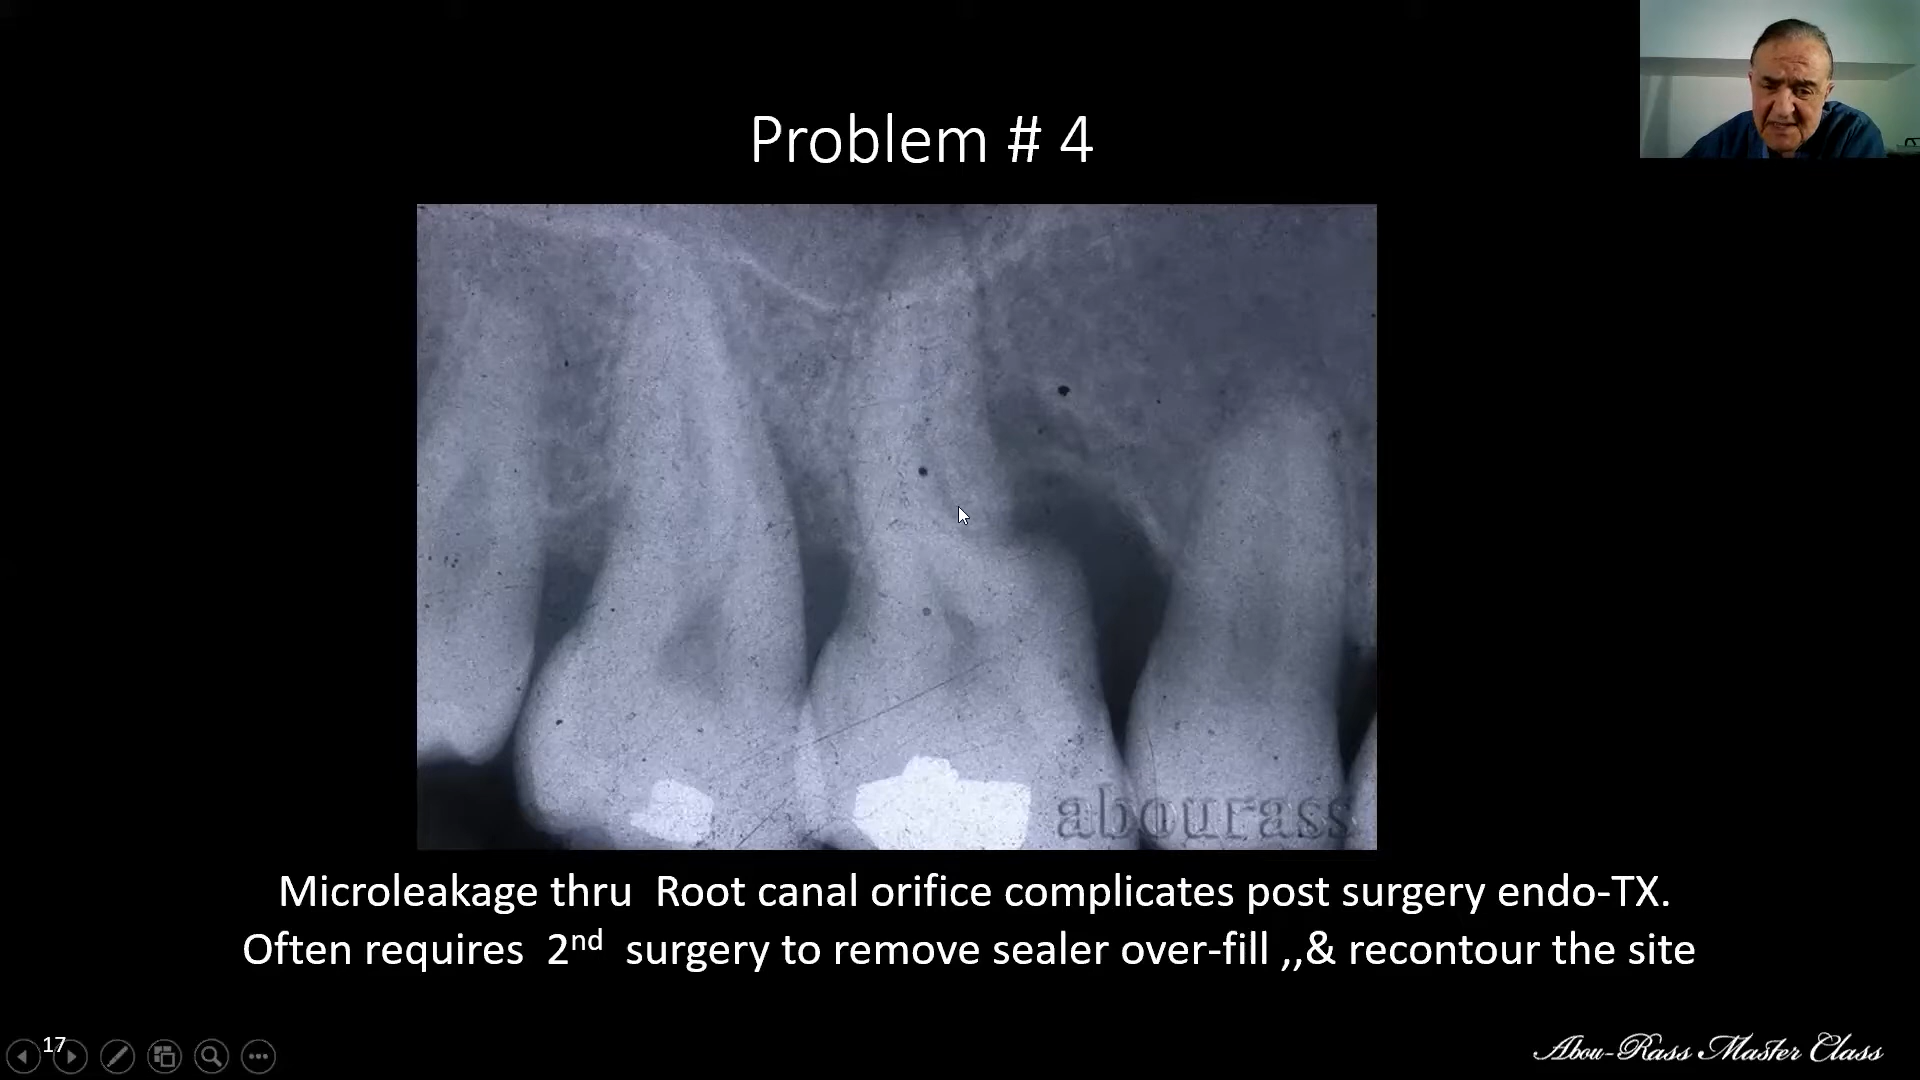 Problem # 4
abourass
Microleakage thru Root canal orifice complicates post surgery endo-TX.
Often requires 2nd surgery to remove sealer over-fill ,,& recontour the site
17
Abou-Rass Master Class